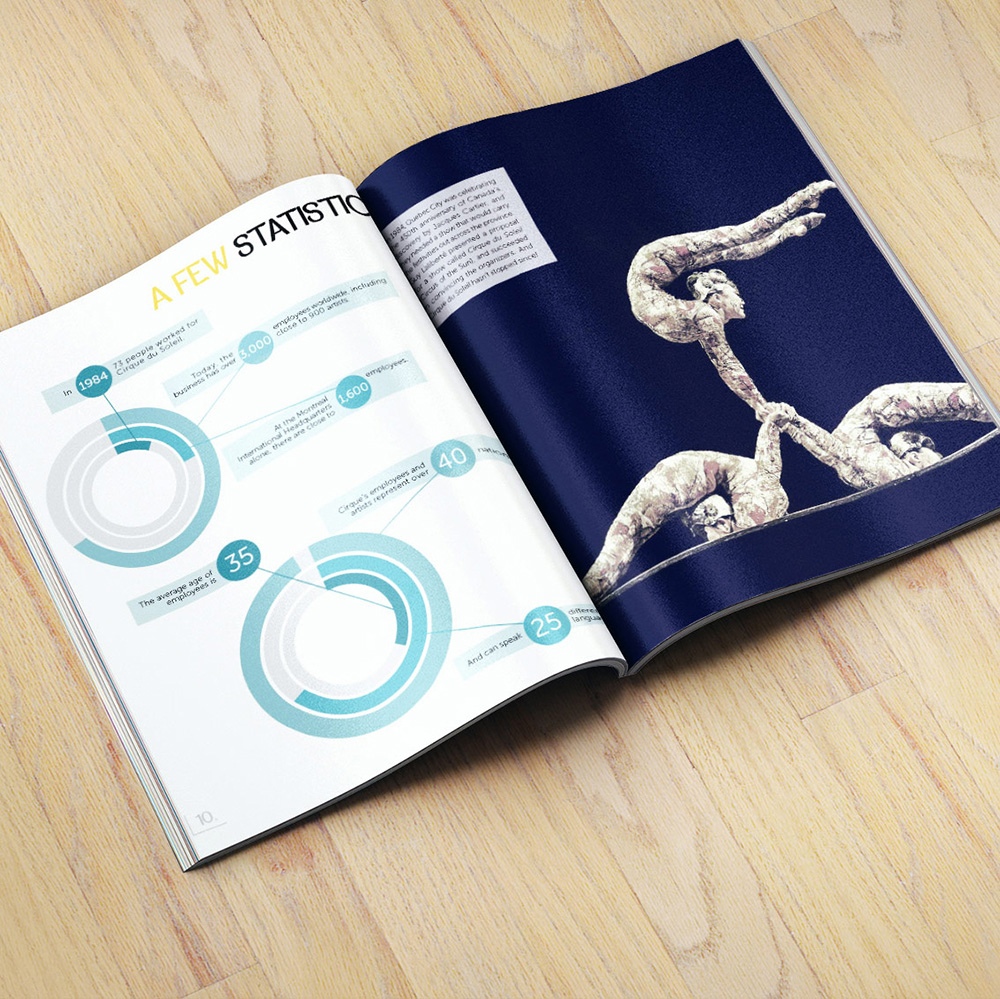 A FEW STATISTIC
In 1984 73 people worked for
Cirque du Soleil.
Today, the
business has over 3,000 employees worldwide, including
close to 900 artists.
At the Montreal
International Headquarters
alone, there are close to 1,600 employees.
Cirque's employees and
artists represent over 40
The average age of
employees is 35
And can speak 25
10.
1984, Quebec City was celebrating
450th anniversary of Canada's
by Jacques Cartier, and
needed a show that would carry
festivities out across the province.
Laliberté presented a proposal
a show called Cirque du Soleil
of the Sun), and succeeded
convincing the organizers. And
du Soleil hasn't stopped since!